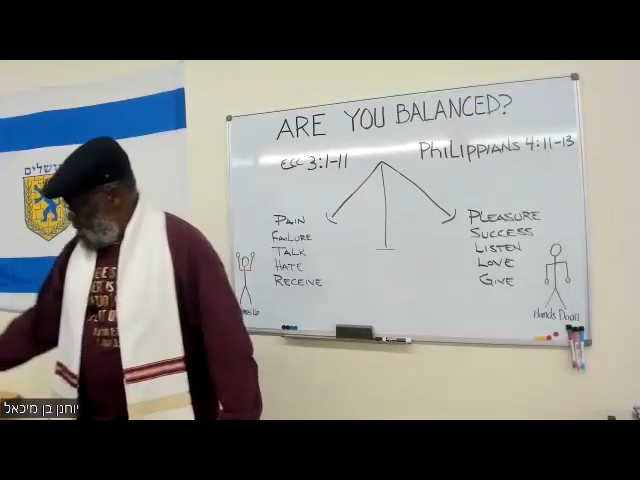 ARE YOU BALANCED?
ECC 3:1-11
PHILIPPIANS 4:11-13
PAIN
FAILURE
TALK
HATE
RECEIVE
PLEASURE
SUCCESS
LISTEN
LOVE
GIVE
Hands Down
ירושלים
יוחנן בן מיכאל